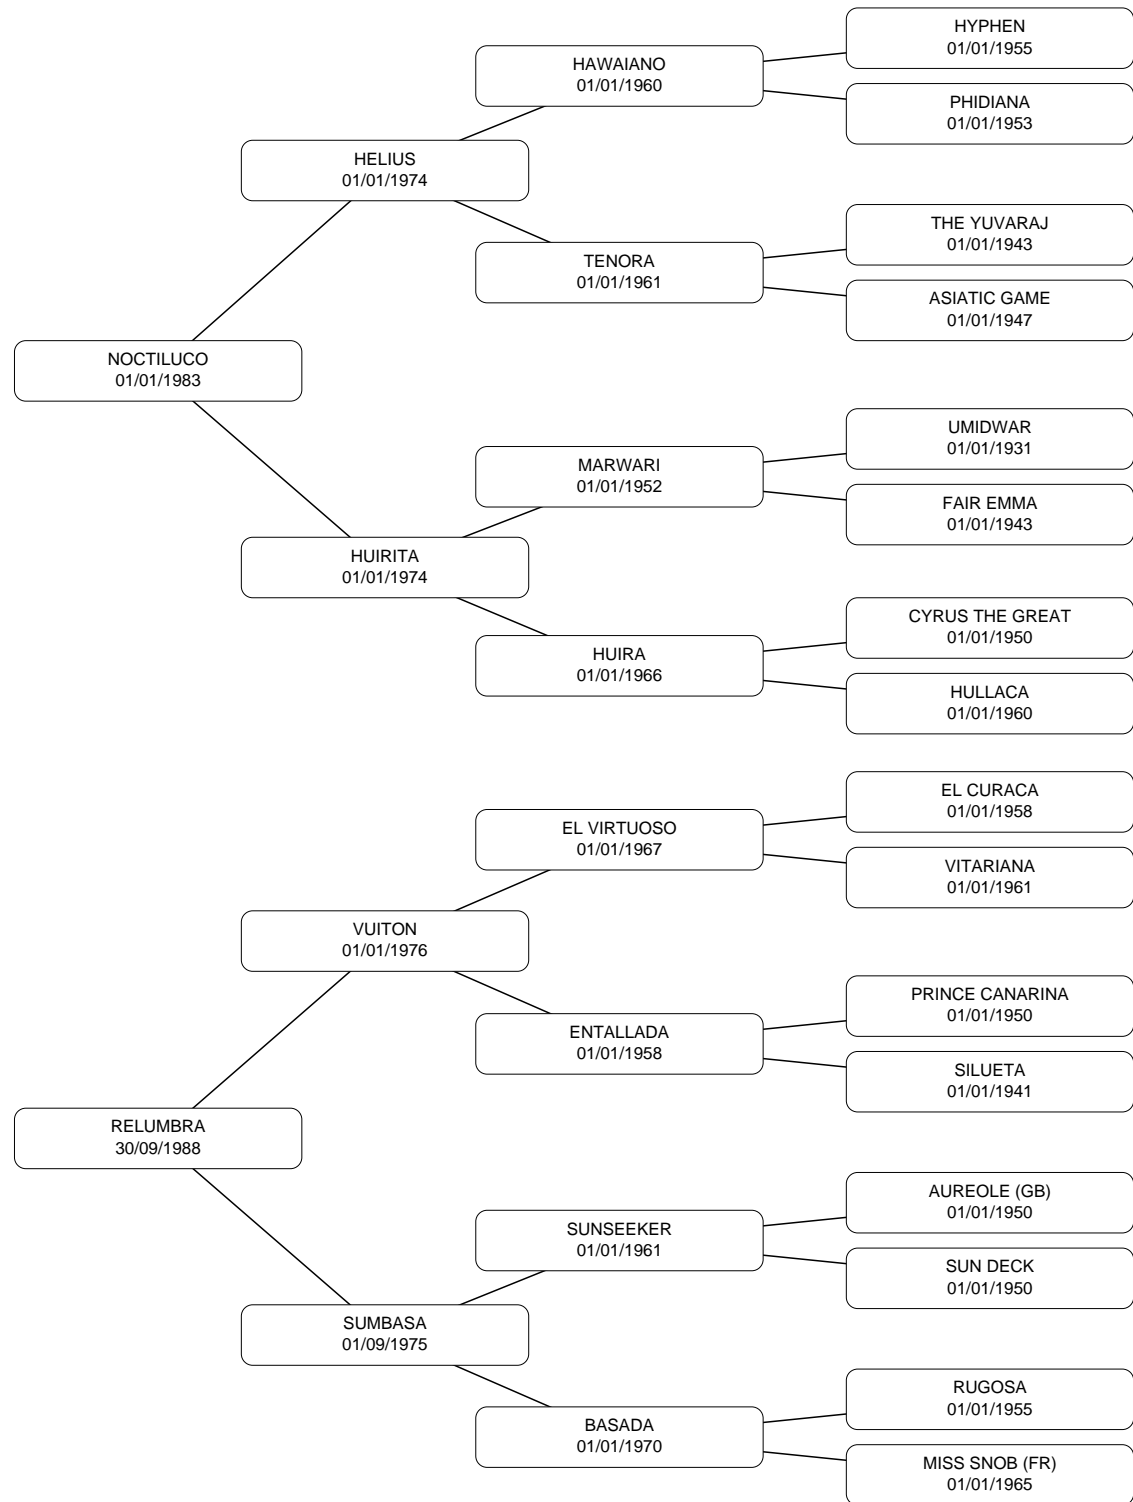 HYPHEN
01/01/1955
HAWAIANO
01/01/1960
PHIDIANA
01/01/1953
HELIUS
01/01/1974
THE YUVARAJ
01/01/1943
TENORA
01/01/1961
ASIATIC GAME
01/01/1947
NOCTILUCO
01/01/1983
UMIDWAR
01/01/1931
MARWARI
01/01/1952
FAIR EMMA
01/01/1943
HUIRITA
01/01/1974
CYRUS THE GREAT
01/01/1950
HUIRA
01/01/1966
HULLACA
01/01/1960
EL CURACA
01/01/1958
EL VIRTUOSO
01/01/1967
VITARIANA
01/01/1961
VUITON
01/01/1976
PRINCE CANARINA
01/01/1950
ENTALLADA
01/01/1958
SILUETA
01/01/1941
RELUMBRA
30/09/1988
AUREOLE (GB)
01/01/1950
SUNSEEKER
01/01/1961
SUN DECK
01/01/1950
SUMBASA
01/09/1975
RUGOSA
01/01/1955
BASADA
01/01/1970
MISS SNOB (FR)
01/01/1965